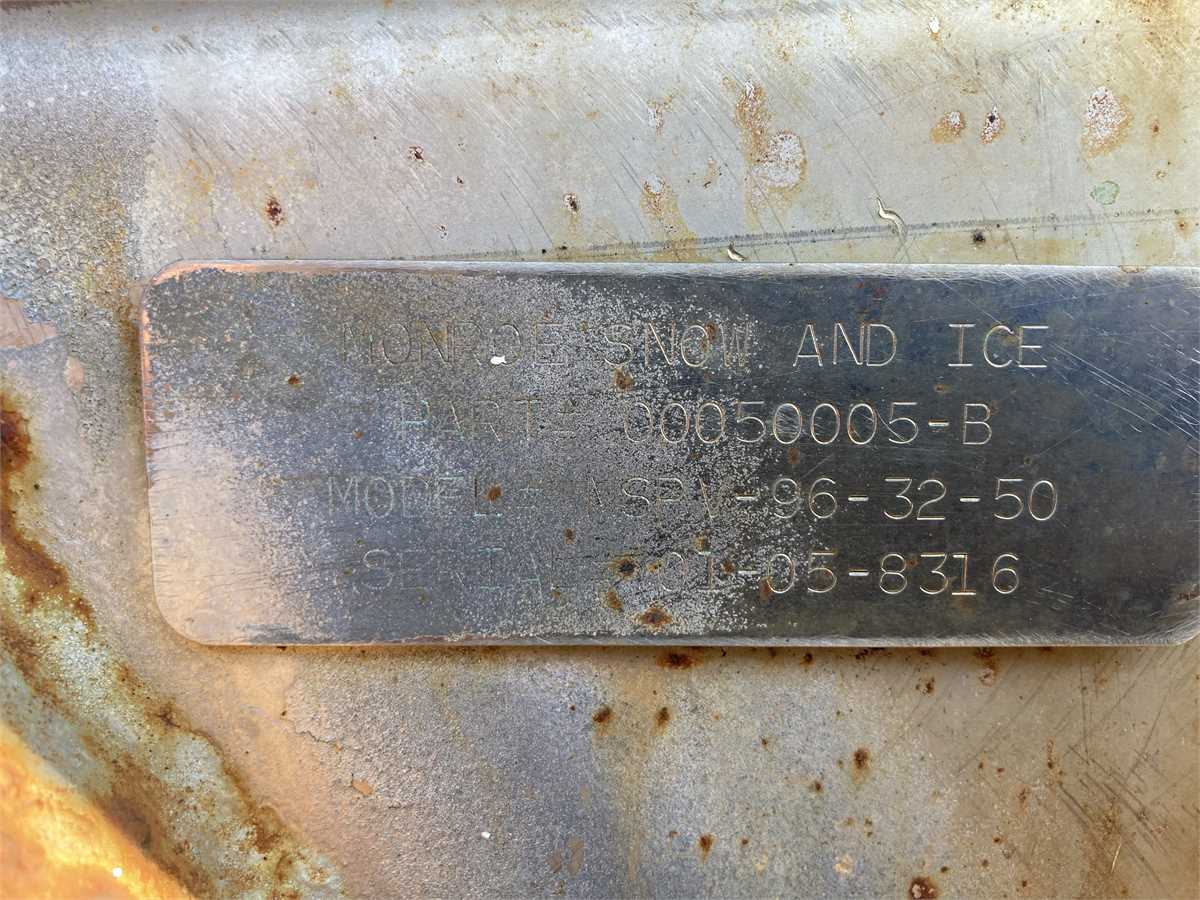 MONROE SNOW AND ICE
PART# 00050005-B
MODEL# MSPV-96-32-50
SERIAL# 01-05-8316